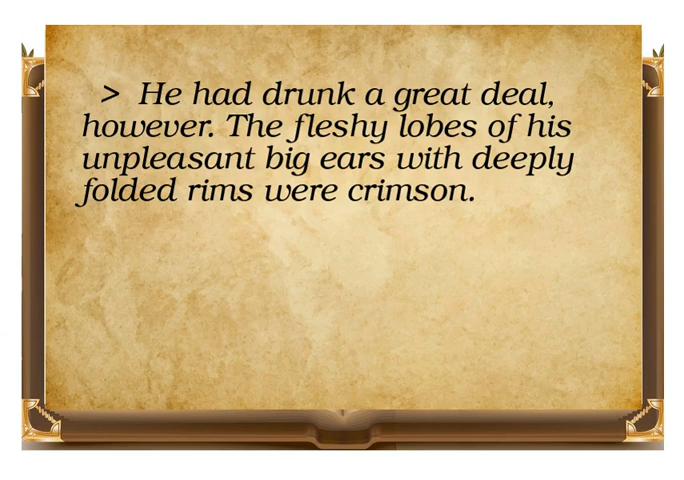 > He had drunk a great deal,
however. The fleshy lobes of his
unpleasant big ears with deeply
folded rims were crimson.